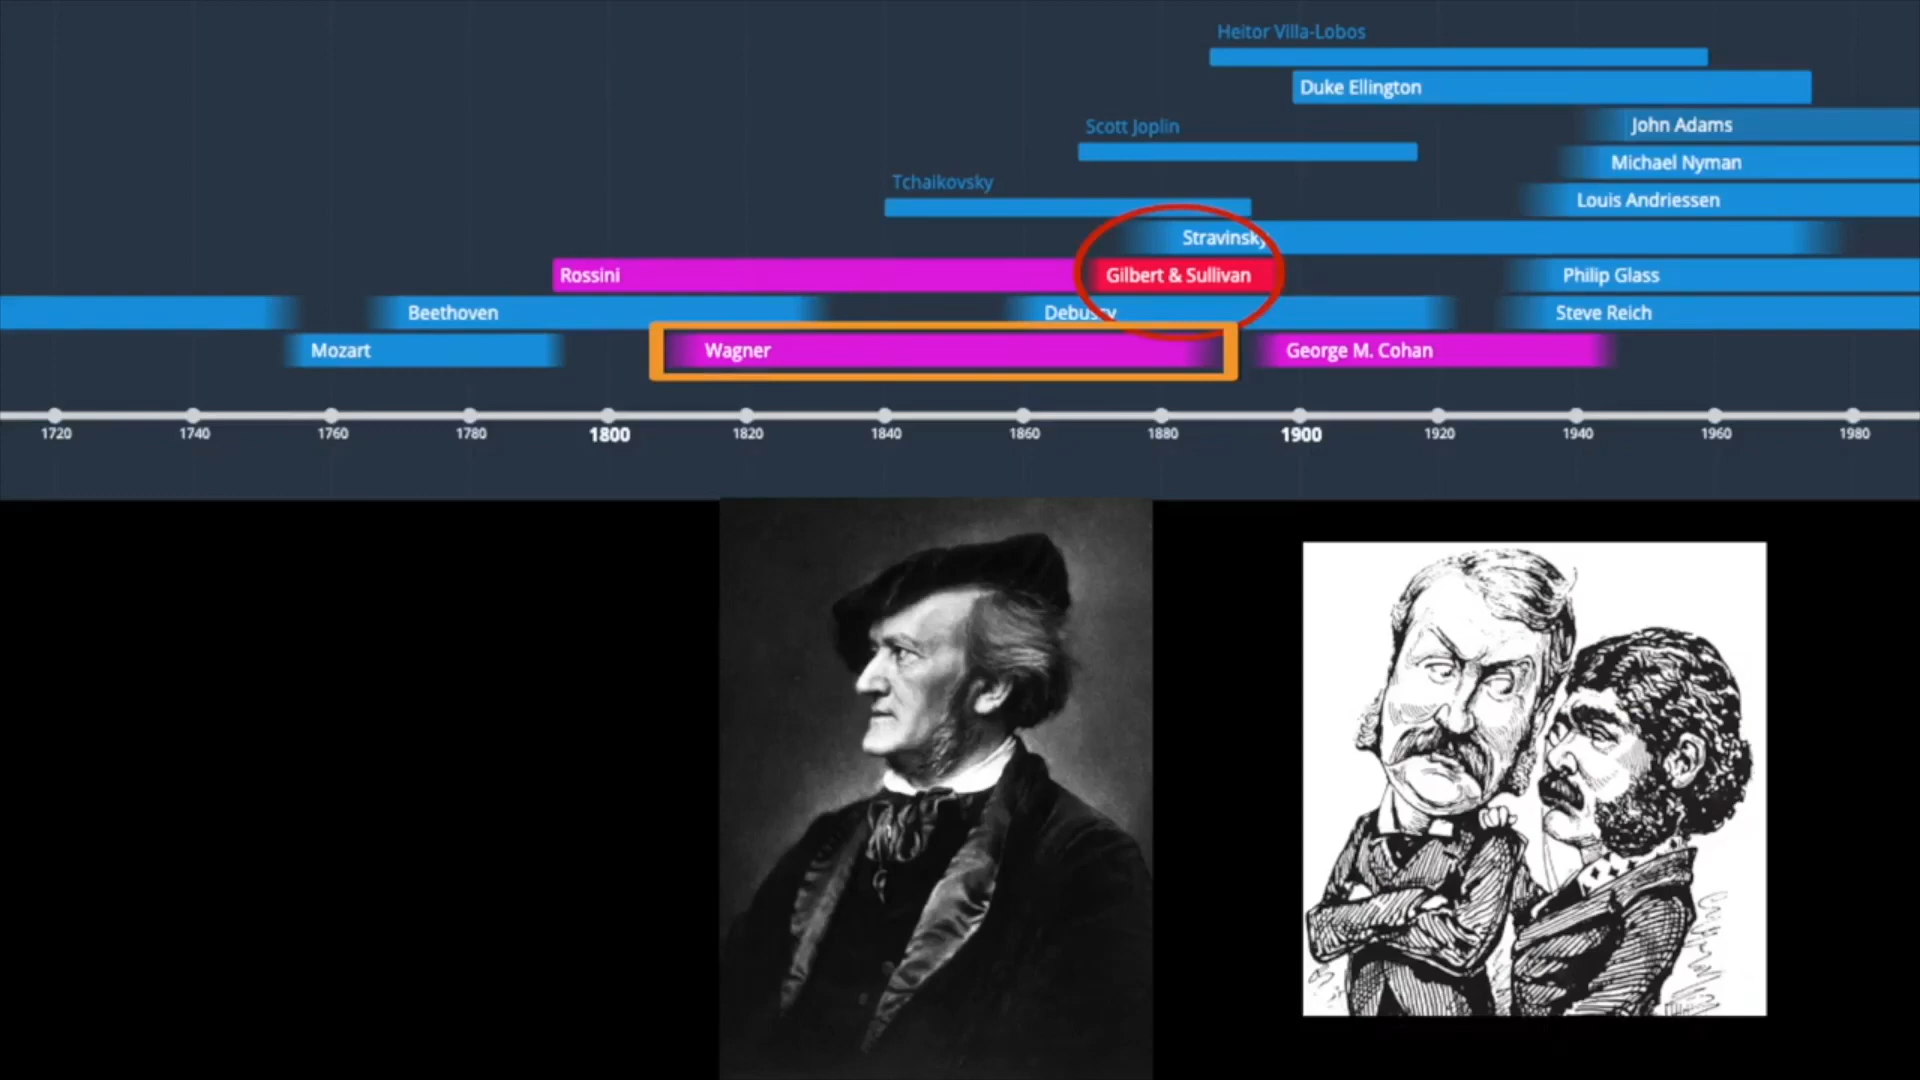 Heitor Villa-Lobos
Duke Ellington
John Adams
Scott Joplin
Michael Nyman
Tchaikovsky
Louis Andriessen
Stravinsky
Rossini
Gilbert & Sullivan
Philip Glass
Beethoven
Debussy
Steve Reich
Mozart
Wagner
George M. Cohan
1720 1740 1760 1780 1800 1820 1840 1860 1880 1900 1920 1940 1960 1980